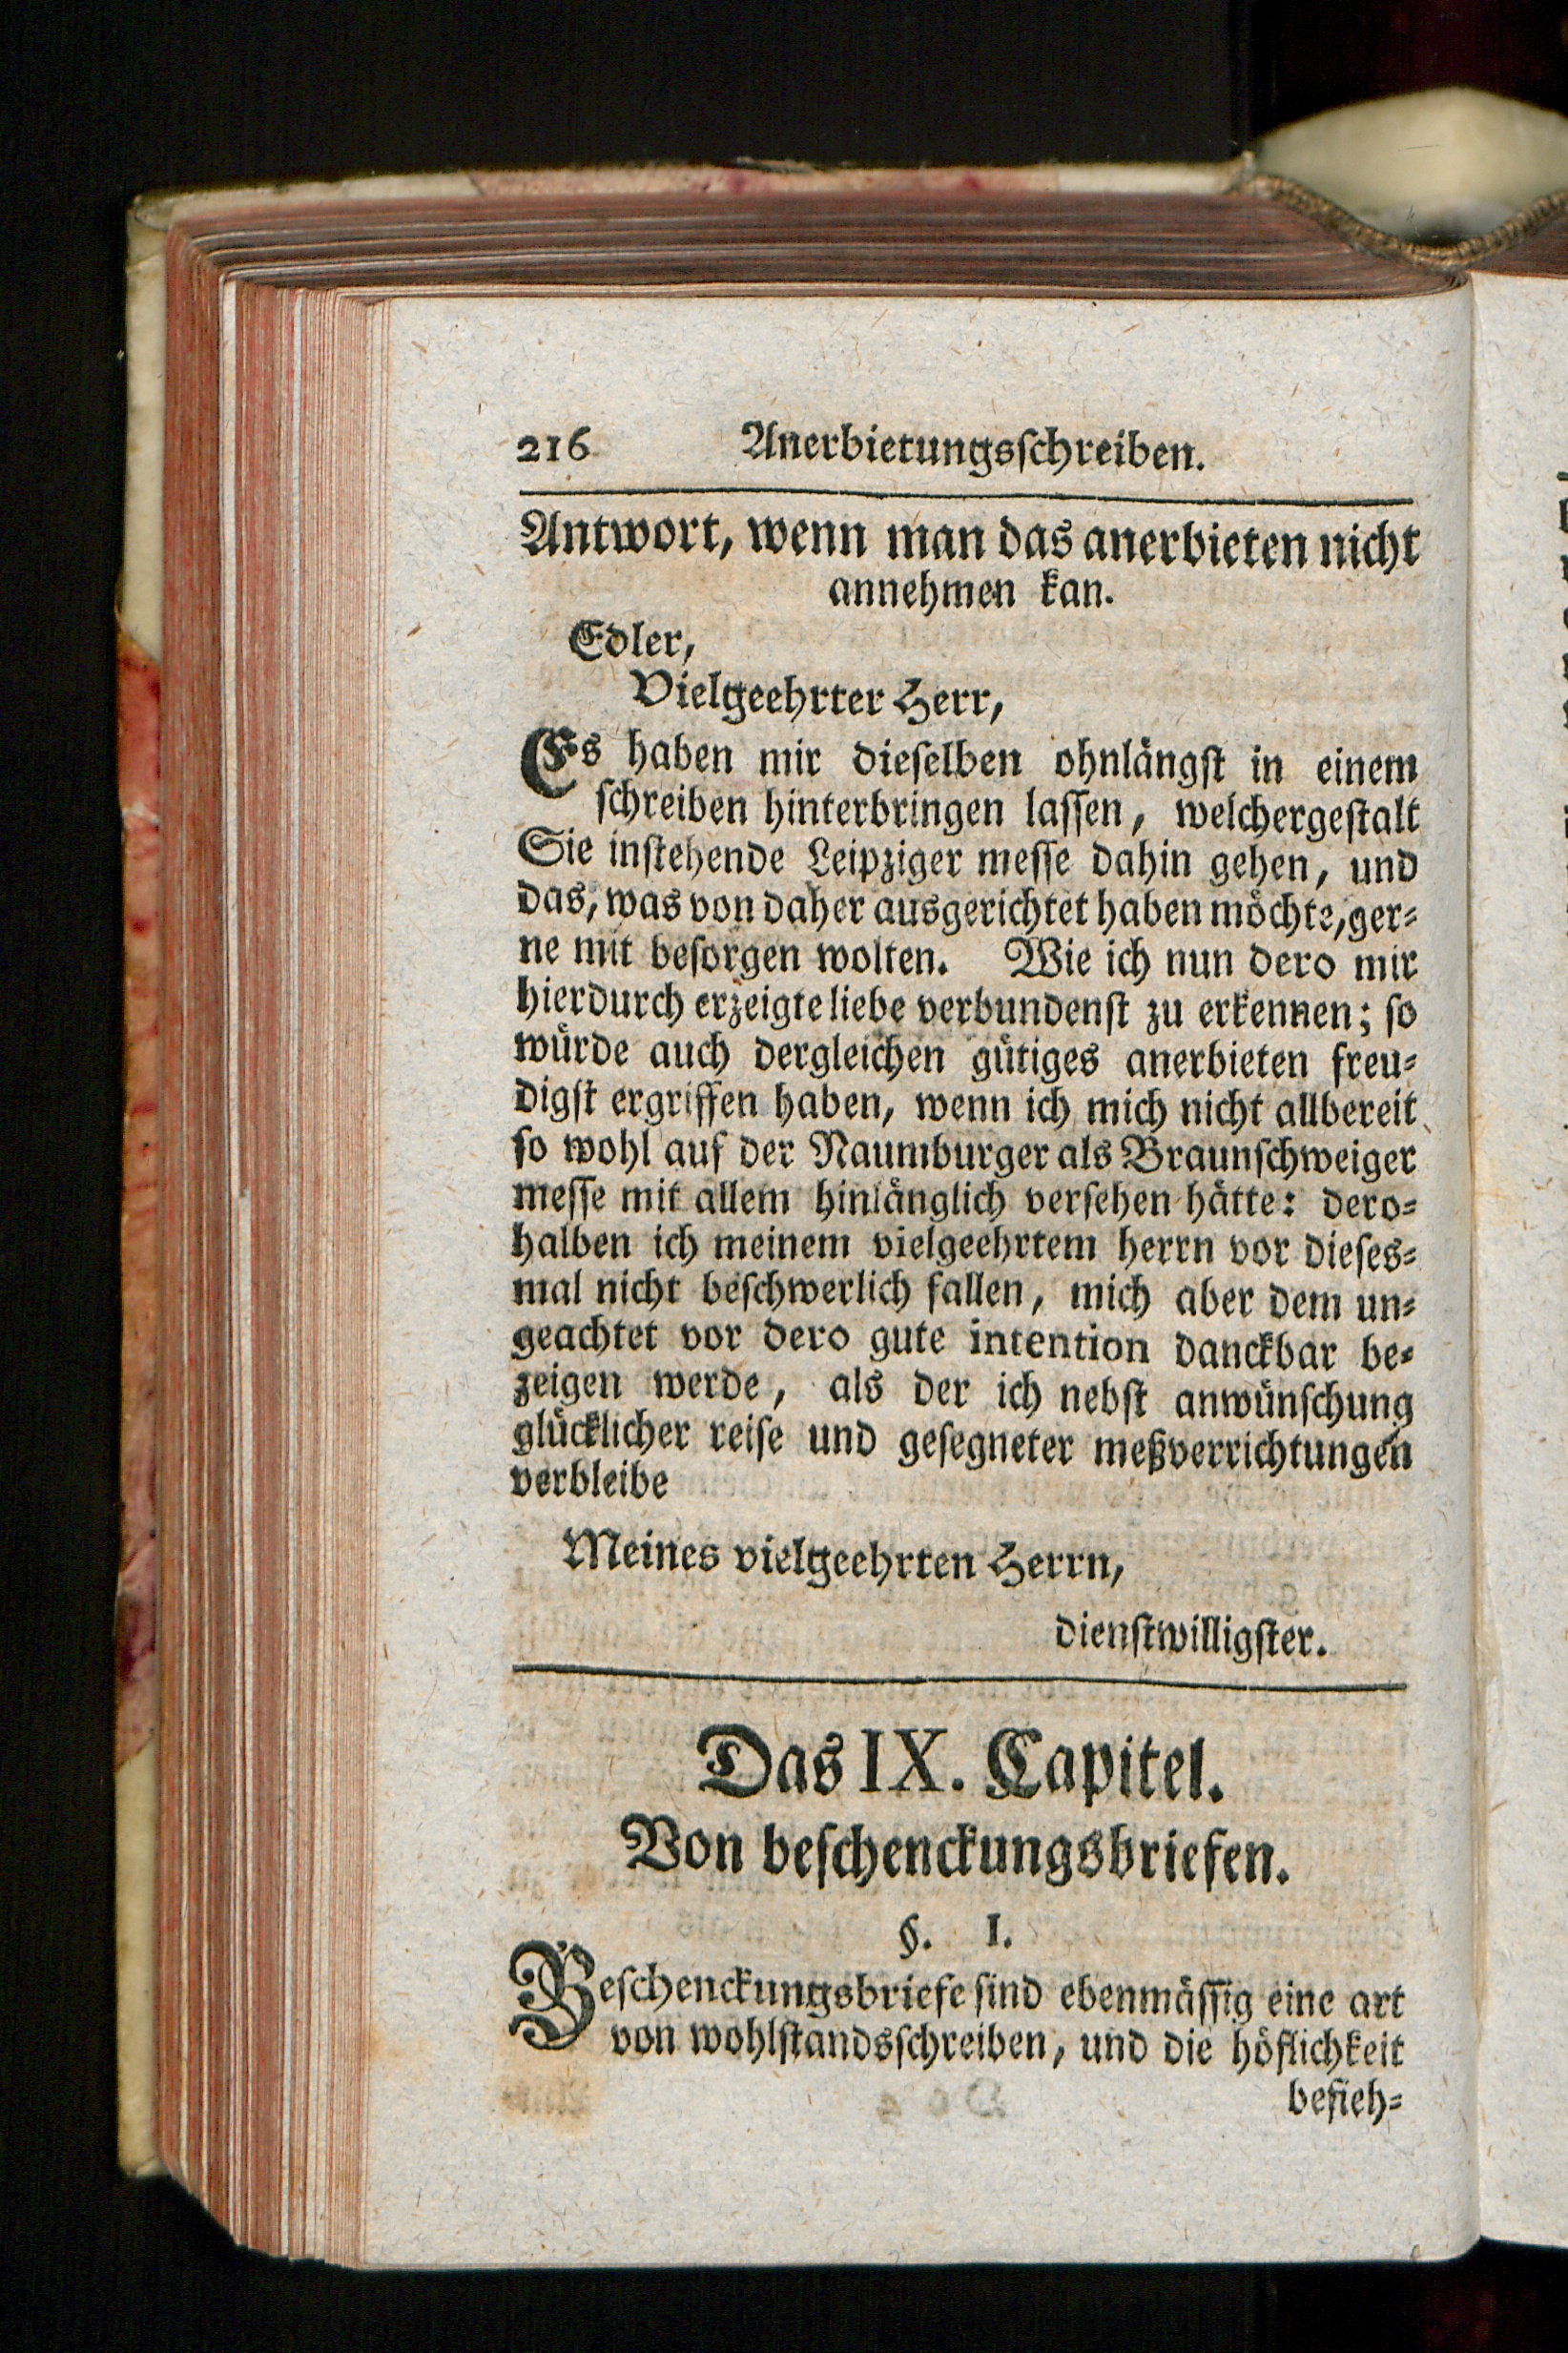 216 Anerbietungsschreiben.
Antwort, wenn man das anerbieten nicht
annehmen kan.
Edler,
Vielgeehrter Herr,
Es haben mir dieselben ohnlängst in einem
schreiben hinterbringen lassen, welchergestalt
Sie instehende Leipziger messe dahin gehen, und
das, was von daher ausgerichtet haben möchte, ger-
ne mit besorgen wolten. Wie ich nun dero mir
hierdurch erzeigte liebe verbundenst zu erkennen; so
würde auch dergleichen gütiges anerbieten freu-
digst ergriffen haben, wenn ich mich nicht allbereit
so wohl auf der Naumburger als Braunschweiger
messe mit allem hinlänglich versehen hätte: dero-
halben ich meinem vielgeehrtem herrn vor dieses-
mal nicht beschwerlich fallen, mich aber dem un-
geachtet vor dero gute intention danckbar be-
zeigen werde, als der ich nebst anwünschung
glücklicher reise und gesegneter meßverrichtungen
verbleibe
Meines vielgeehrten Herrn,
dienstwilligster.
Das IX. Capitel.
Von beschenckungsbriefen.
§. 1.
Beschenckungsbriefe sind ebenmässig eine art
von wohlstandsschreiben, und die höflichkeit
befieh-